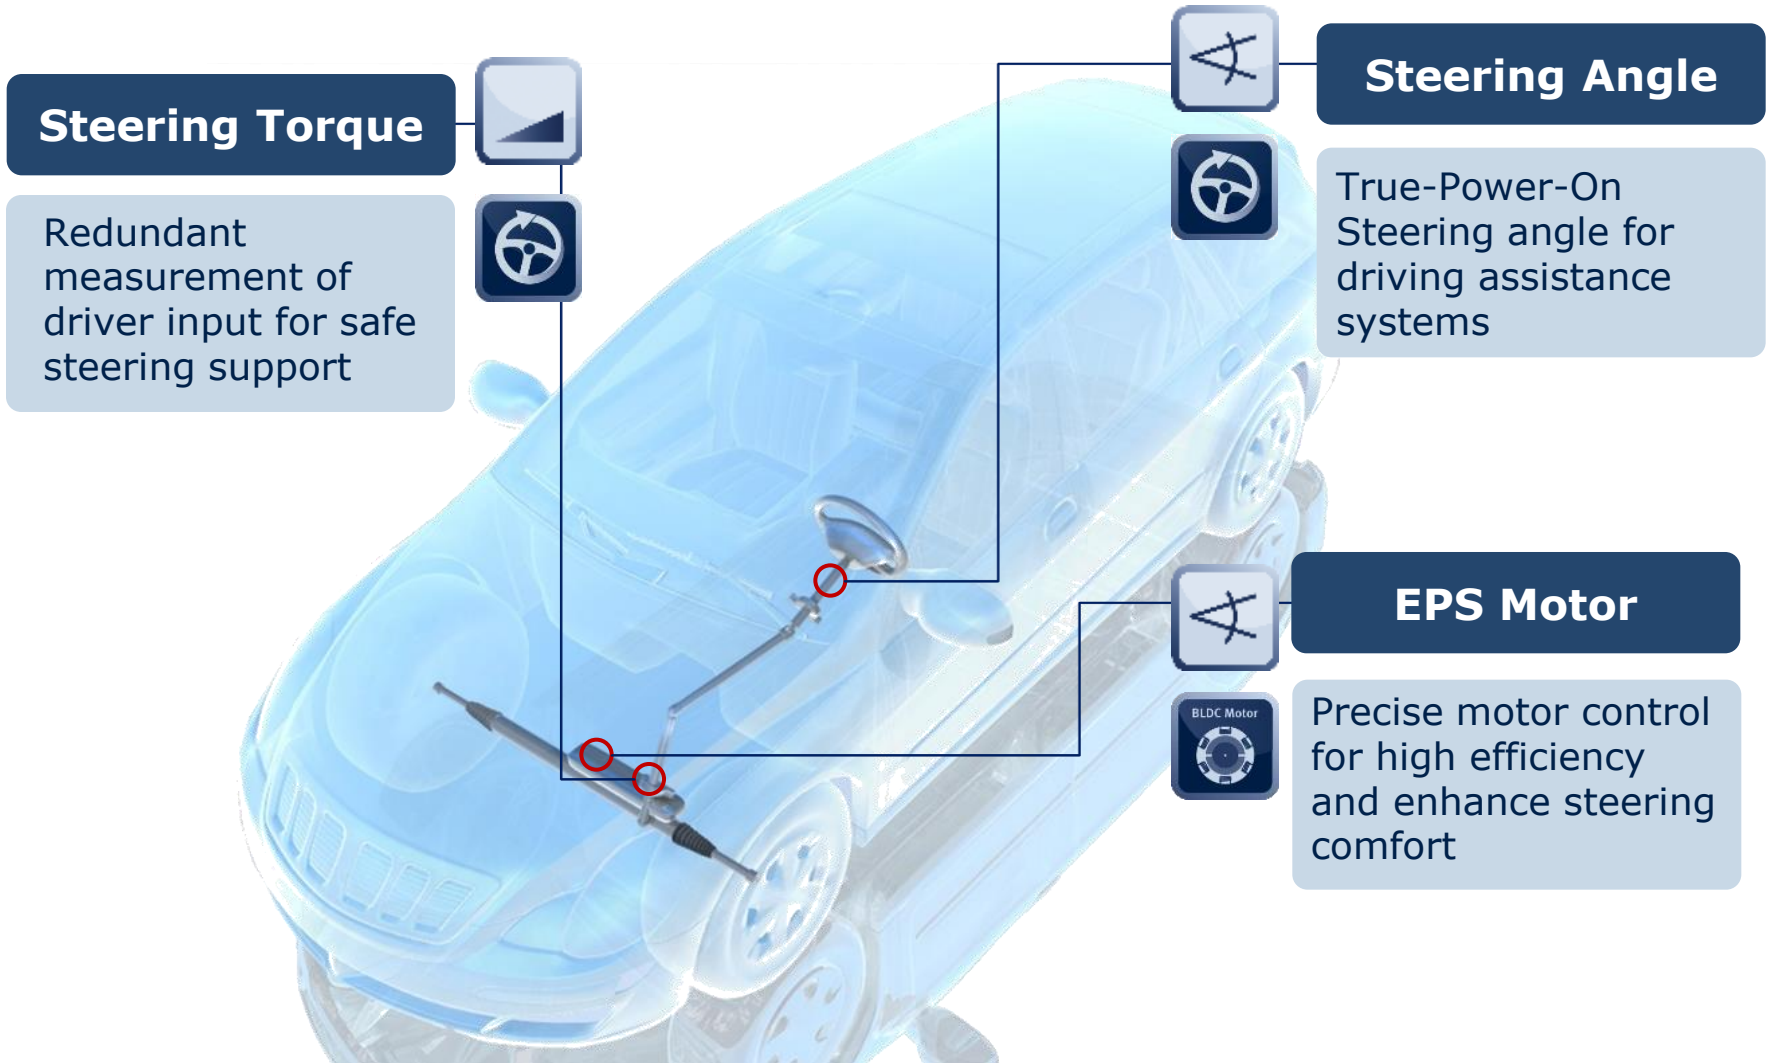 Steering Torque
Redundant
measurement of
driver input for safe
steering support
Steering Angle
True-Power-On
Steering angle for
driving assistance
systems
EPS Motor
BLDC Motor
Precise motor control
for high efficiency
and enhance steering
comfort